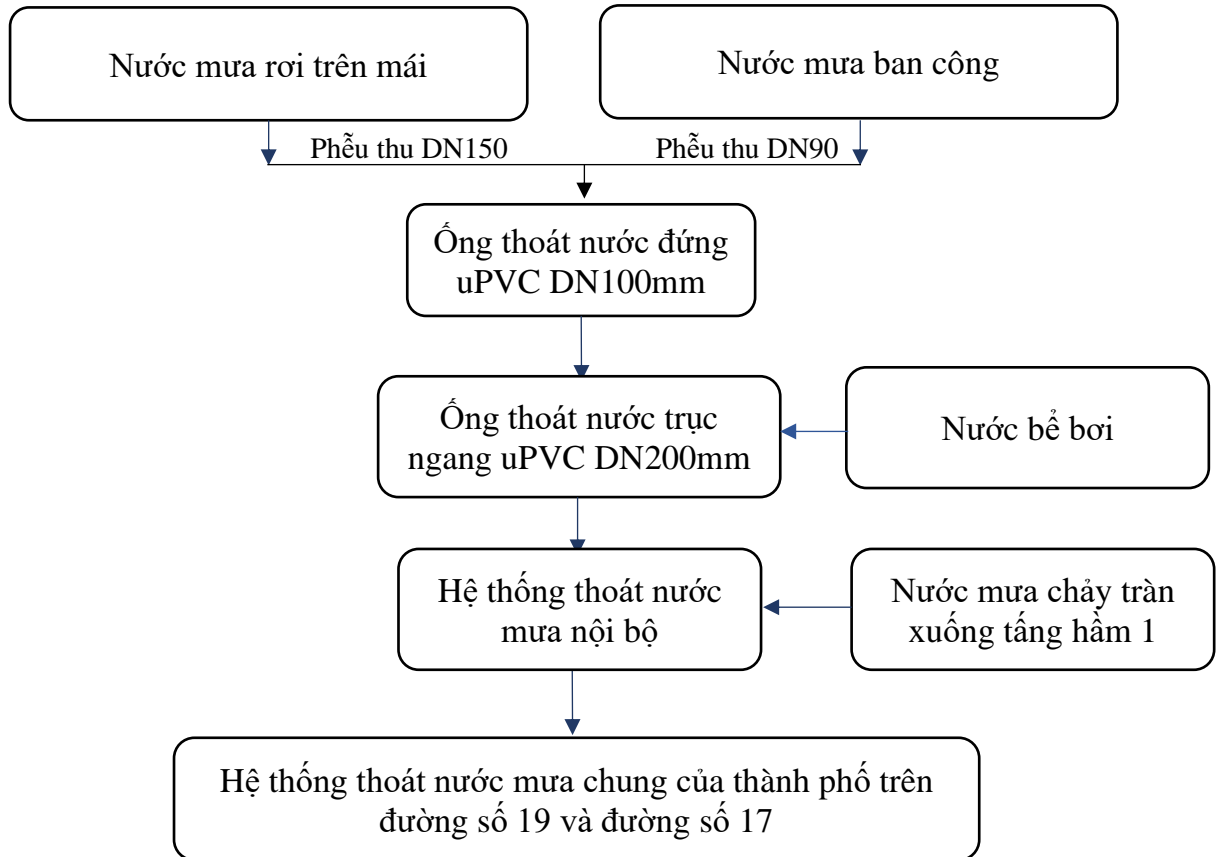 Nước mưa rơi trên mái
Nước mưa ban công
Phễu thu DN150
Phễu thu DN90
Ống thoát nước đứng
uPVC DN100mm
Ống thoát nước trục
ngang uPVC DN200mm
Nước bể bơi
Hệ thống thoát nước
mưa nội bộ
Nước mưa chảy tràn
xuống tấng hầm 1
Hệ thống thoát nước mưa chung của thành phố trên
đường số 19 và đường số 17